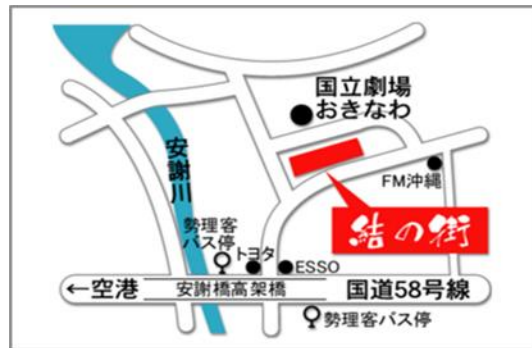 国立劇場
おきなわ
安謝川
FM沖縄
結の街
勢理客
バス停
トヨタ
ESSO
←空港
安謝橋高架橋
国道58号線
勢理客バス停